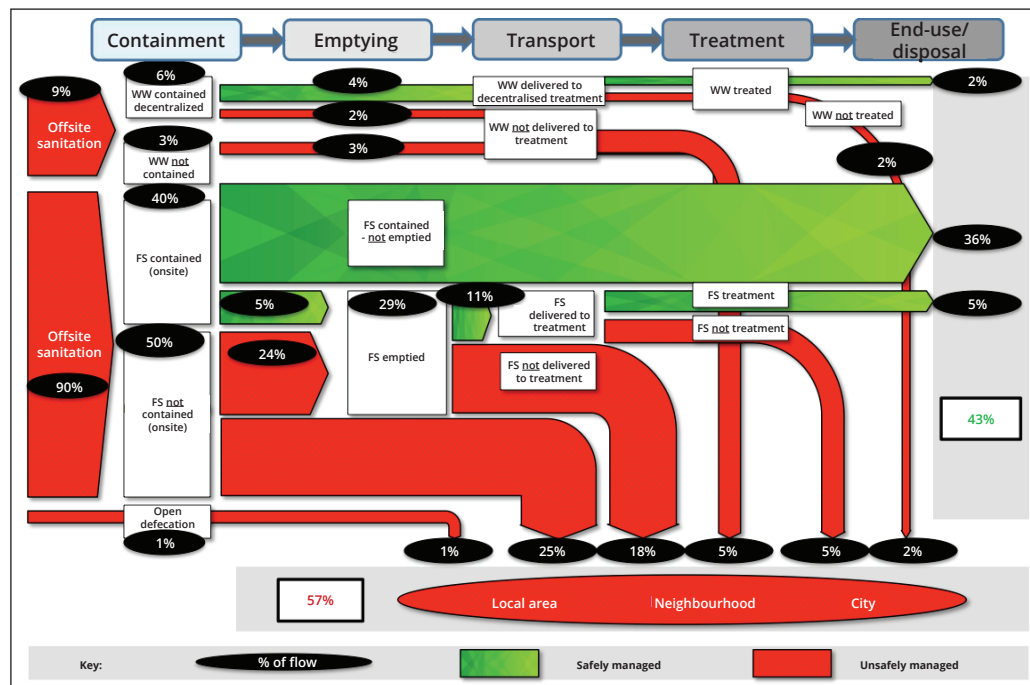 Containment
Emptying
Transport
Treatment
End-use/
disposal
9%
Offsite
sanitation
6%
WW contained
decentralized
4%
WW delivered to
decentralised treatment
WW treated
2%
WW not treated
2%
WW not delivered to
treatment
3%
WW not
contained
3%
2%
40%
FS contained
(onsite)
FS contained
- not emptied
36%
5%
29%
FS emptied
11%
FS
delivered to
treatment
FS treatment
5%
FS not treatment
Offsite
sanitation
90%
50%
FS not
contained
(onsite)
24%
FS not delivered
to treatment
43%
Open
defecation
1%
1%
25%
18%
5%
5%
2%
57%
Local area
Neighbourhood
City
Key:
% of flow
Safely managed
Unsafely managed